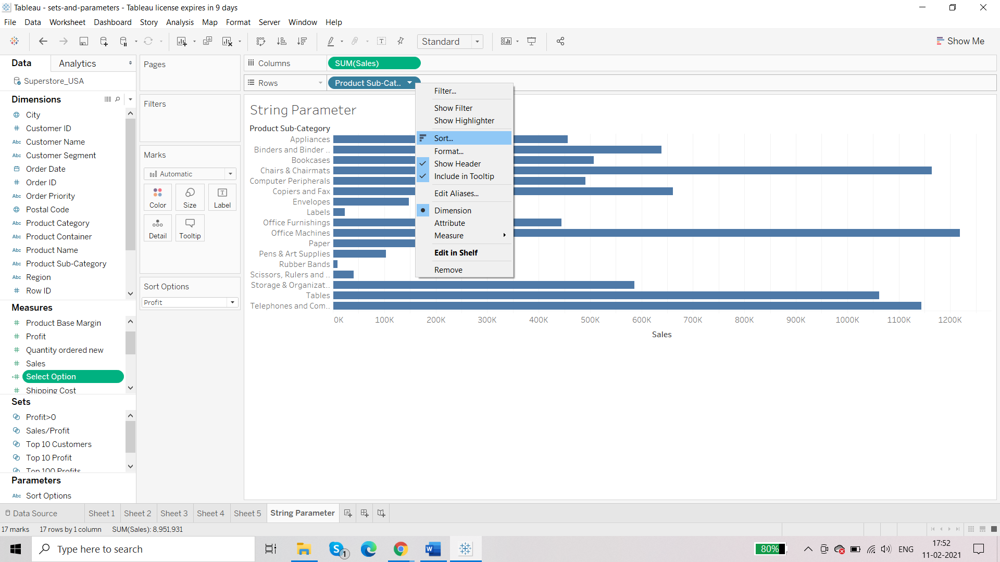 Tableau - sets-and-parameters - Tableau license expires in 9 days
File Data Worksheet Dashboard Story Analysis Map Format Server Window Help
Standard
Show Me
Data Analytics
Superstore_USA
Dimensions
City
Customer ID
Abc Customer Name
Abc Customer Segment
Order Date
Order ID
Abc Order Priority
Postal Code
Abc Product Category
Abc Product Container
Abc Product Name
Abc Product Sub-Category
Abc Region
Row ID
Measures
Product Base Margin
Profit
Quantity ordered new
Sales
Select Option
Shipping Cost
Sets
Profit>0
Sales/Profit
Top 10 Customers
Top 10 Profit
Top 100 Profits
Parameters
Abc Sort Options
Pages
Filters
Marks
Automatic
Color Size Label
Detail Tooltip
Sort Options
Profit
Columns SUM(Sales)
Rows Product Sub-Cat..
String Parameter
Product Sub-Category
Appliances
Binders and Binder ..
Bookcases
Chairs & Chairmats
Computer Peripherals
Copiers and Fax
Envelopes
Labels
Office Furnishings
Office Machines
Paper
Pens & Art Supplies
Rubber Bands
Scissors, Rulers and ..
Storage & Organizat..
Tables
Telephones and Com..
0K 100K 200K 300K 400K 500K 600K 700K 800K 900K 1000K 1100K 1200K
Sales
Filter...
Show Filter
Show Highlighter
Sort...
Format...
Show Header
Include in Tooltip
Edit Aliases...
Dimension
Attribute
Measure
Edit in Shelf
Remove
Data Source Sheet 1 Sheet 2 Sheet 3 Sheet 4 Sheet 5 String Parameter
17 marks 17 rows by 1 column SUM(Sales): 8,951,931
Type here to search
1
80%
ENG
17:52
11-02-2021